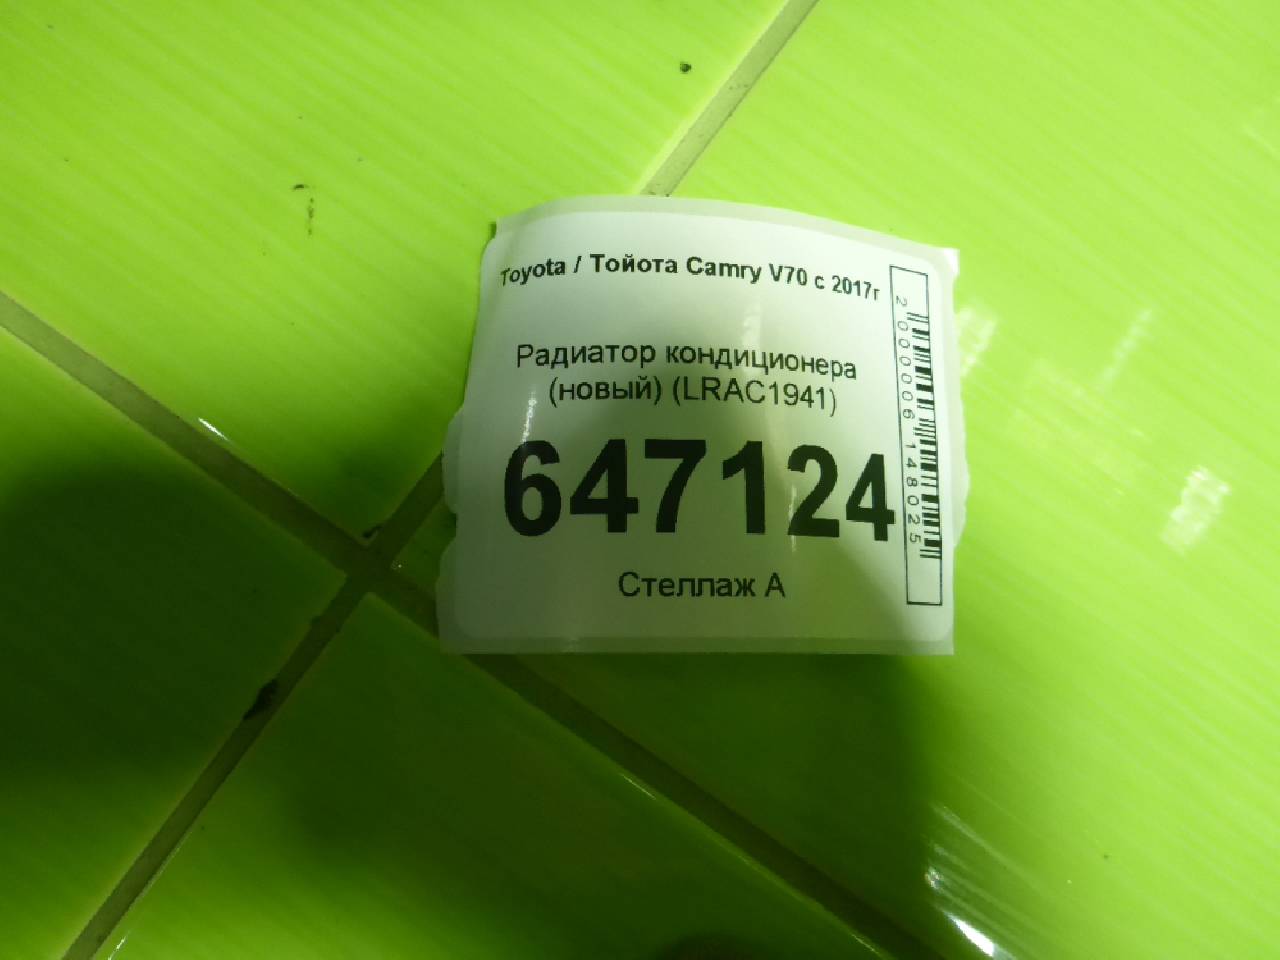 Toyota / Тойота Camry V70 с 2017г
Радиатор кондиционера
(новый) (LRAC1941)
647124
Стеллаж А
2000006148025